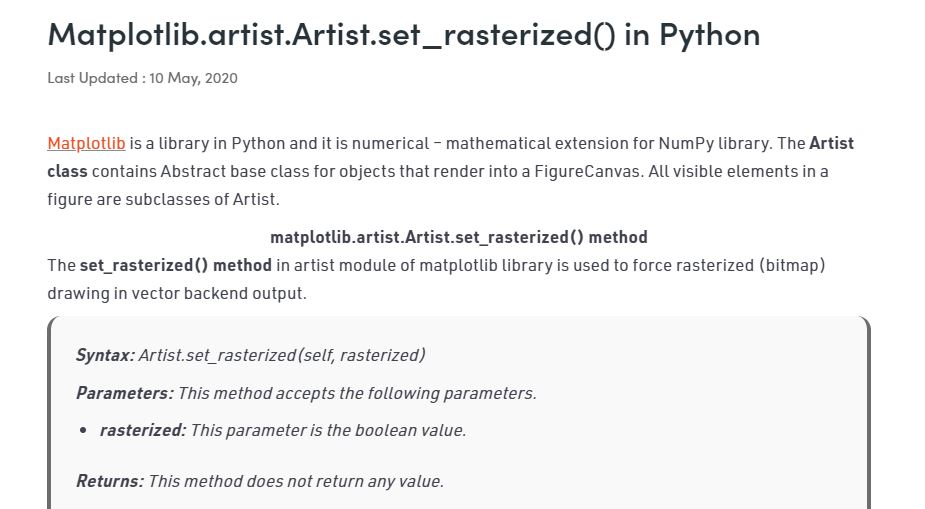 Matplotlib.artist.Artist.set_rasterized() in Python
Last Updated : 10 May, 2020
Matplotlib is a library in Python and it is numerical – mathematical extension for NumPy library. The Artist
class contains Abstract base class for objects that render into a FigureCanvas. All visible elements in a
figure are subclasses of Artist.
matplotlib.artist.Artist.set_rasterized() method
The set_rasterized() method in artist module of matplotlib library is used to force rasterized (bitmap)
drawing in vector backend output.
Syntax: Artist.set_rasterized(self, rasterized)
Parameters: This method accepts the following parameters.
• rasterized: This parameter is the boolean value.
Returns: This method does not return any value.